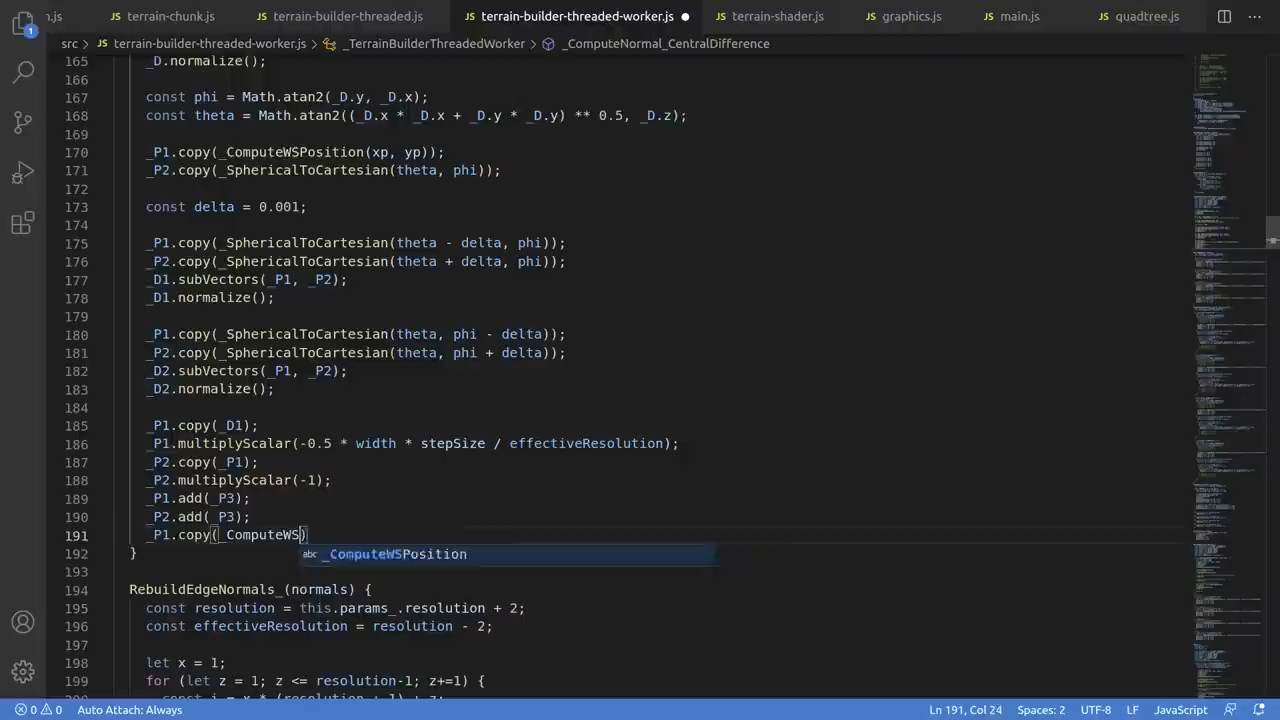 n.js
JS terrain-chunk.js
JS terrain-builder-threaded.js
JS terrain-builder-threaded-worker.js
JS terrain-shader.js
JS graphics.js
JS main.js
JS quadtree.js
1
src > JS terrain-builder-threaded-worker.js > _TerrainBuilderThreadedWorker > _ComputeNormal_CentralDifference
165 _D.normalize();
166
167 const phi = Math.atan2(_D.y, _D.x);
168 const theta = Math.atan2((_D.x * _D.x + _D.y * _D.y) ** 0.5, _D.z);
169
170 _P1.copy(_ComputeWSPosition(xp, yp));
171 _P2.copy(_SphericalToCartesian(theta, phi));
172
173 const delta = 0.001;
174
175 _P1.copy(_SphericalToCartesian(theta - delta, phi));
176 _P2.copy(_SphericalToCartesian(theta + delta, phi));
177 _D1.subVectors(_P1, _P2);
178 _D1.normalize();
179
180 _P1.copy(_SphericalToCartesian(theta, phi - delta));
181 _P2.copy(_SphericalToCartesian(theta, phi + delta));
182 _D2.subVectors(_P1, _P2);
183 _D2.normalize();
184
185 _P1.copy(_D1);
186 _P1.multiplyScalar(-0.5 * width * stepSize / effectiveResolution);
187 _P2.copy(_P1);
188 _P2.multiplyScalar(-1);
189 _P1.add(_P3);
190 _P2.add(_P3);
191 _P1.copy(_ComputeWS)
abc _ComputeWSPosition
192 }
193
194 RebuildEdgeNormals_(normals) {
195 const resolution = this._params_.resolution + 2;
196 const effectiveResolution = resolution - 2;
197
198 let x = 1;
199 for (let z = 1; z <= resolution-1; z+=1) {
0 0 Auto Attach: Always
Ln 191, Col 24 Spaces: 2 UTF-8 LF JavaScript